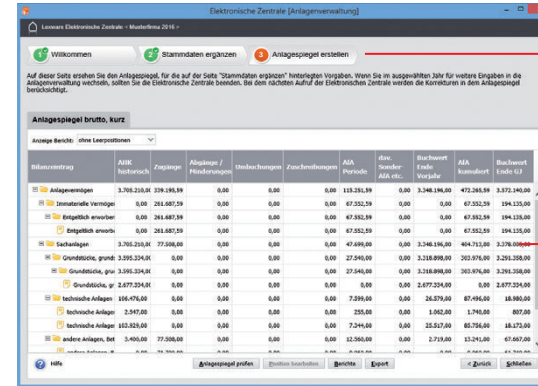 Elektronische Zentrale [Anlagenverwaltung]
Lexware Elektronische Zentrale - Musterfirma 2016 -
Willkommen
Stammdaten ergänzen
3 Anlagespiegel erstellen
Auf dieser Seite ersehen Sie den Anlagespiegel, für die auf der Seite "Stammdaten ergänzen" hinterlegten Vorgaben. Wenn Sie im ausgewählten Jahr für weitere Eingaben in die
Anlagenverwaltung wechseln, sollten Sie die Elektronische Zentrale beenden. Bei dem nächsten Aufruf der Elektronischen Zentrale werden die Korrekturen in dem Anlagespiegel
berücksichtigt.
Anlagespiegel brutto, kurz
Anzeige Bericht: ohne Leerpositionen
Bilanzeintrag AHK historisch Zugänge Abgänge / Minderungen Umbuchungen Zuschreibungen AfA Periode dav. Sonder-AfA etc. Buchwert Ende Vorjahr AfA kumuliert Buchwert Ende GJ
Anlagevermögen 3.705.210,00 339.195,59 0,00 0,00 0,00 115.251,59 0,00 3.348.196,00 472.265,59 3.572.140,00
Immaterielle Vermöge 0,00 261.687,59 0,00 0,00 0,00 67.552,59 0,00 0,00 67.552,59 194.135,00
Entgeltlich erworber 0,00 261.687,59 0,00 0,00 0,00 67.552,59 0,00 0,00 67.552,59 194.135,00
Entgeltlich erworb 0,00 261.687,59 0,00 0,00 0,00 67.552,59 0,00 0,00 67.552,59 194.135,00
Sachanlagen 3.705.210,00 77.508,00 0,00 0,00 0,00 47.699,00 0,00 3.348.196,00 404.713,00
Grundstücke, grunds 3.595.334,00 0,00 0,00 0,00 0,00 27.540,00 0,00 3.318.898,00 303.976,00 3.291.358,00
Grundstücke, gru 3.595.334,00 0,00 0,00 0,00 0,00 27.540,00 0,00 3.318.898,00 303.976,00 3.291.358,00
Grundstücke, gr 2.677.334,00 0,00 0,00 0,00 0,00 0,00 0,00 2.677.334,00 0,00 2.677.334,00
technische Anlagen 106.476,00 0,00 0,00 0,00 0,00 7.599,00 0,00 26.579,00 87.496,00 18.980,00
technische Anlage 2.547,00 0,00 0,00 0,00 0,00 255,00 0,00 1.062,00 1.740,00 807,00
technische Anlage 103.929,00 0,00 0,00 0,00 0,00 7.344,00 0,00 25.517,00 85.756,00 18.173,00
andere Anlagen, Bet 3.400,00 77.508,00 0,00 0,00 0,00 12.560,00 0,00 2.719,00 13.241,00 67.667,00
Hilfe Anlagespiegel prüfen Position bearbeiten Berichte Export < Zurück Schließen